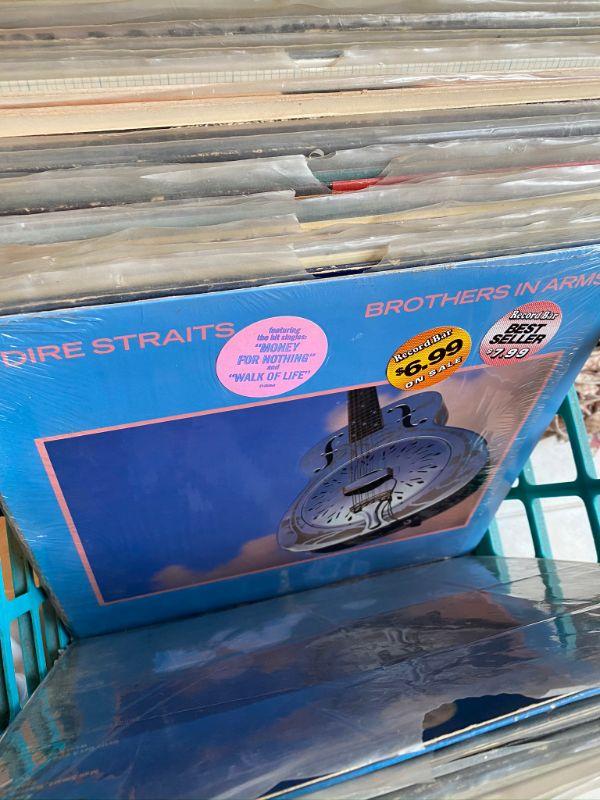 DIRE STRAITS
BROTHERS IN ARMS
featuring
the hit singles:
"MONEY
FOR NOTHING"
and
"WALK OF LIFE"
Record Bar
$6.99
ON SALE
Record Bar
BEST
SELLER
$7.99